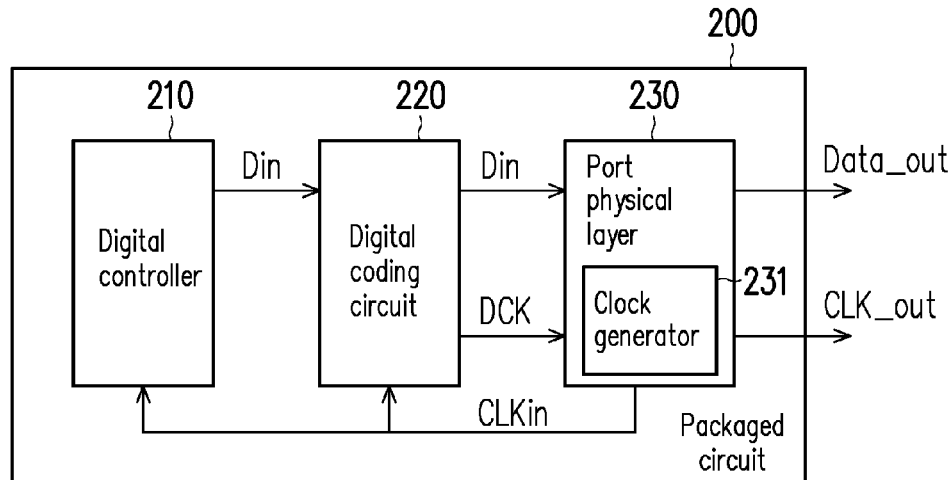 200
210
220
230
Din
Din
Data_out
Port
physical
layer
Digital
controller
Digital
coding
circuit
231
Clock
generator
DCK
CLK_out
CLKin
Packaged
circuit